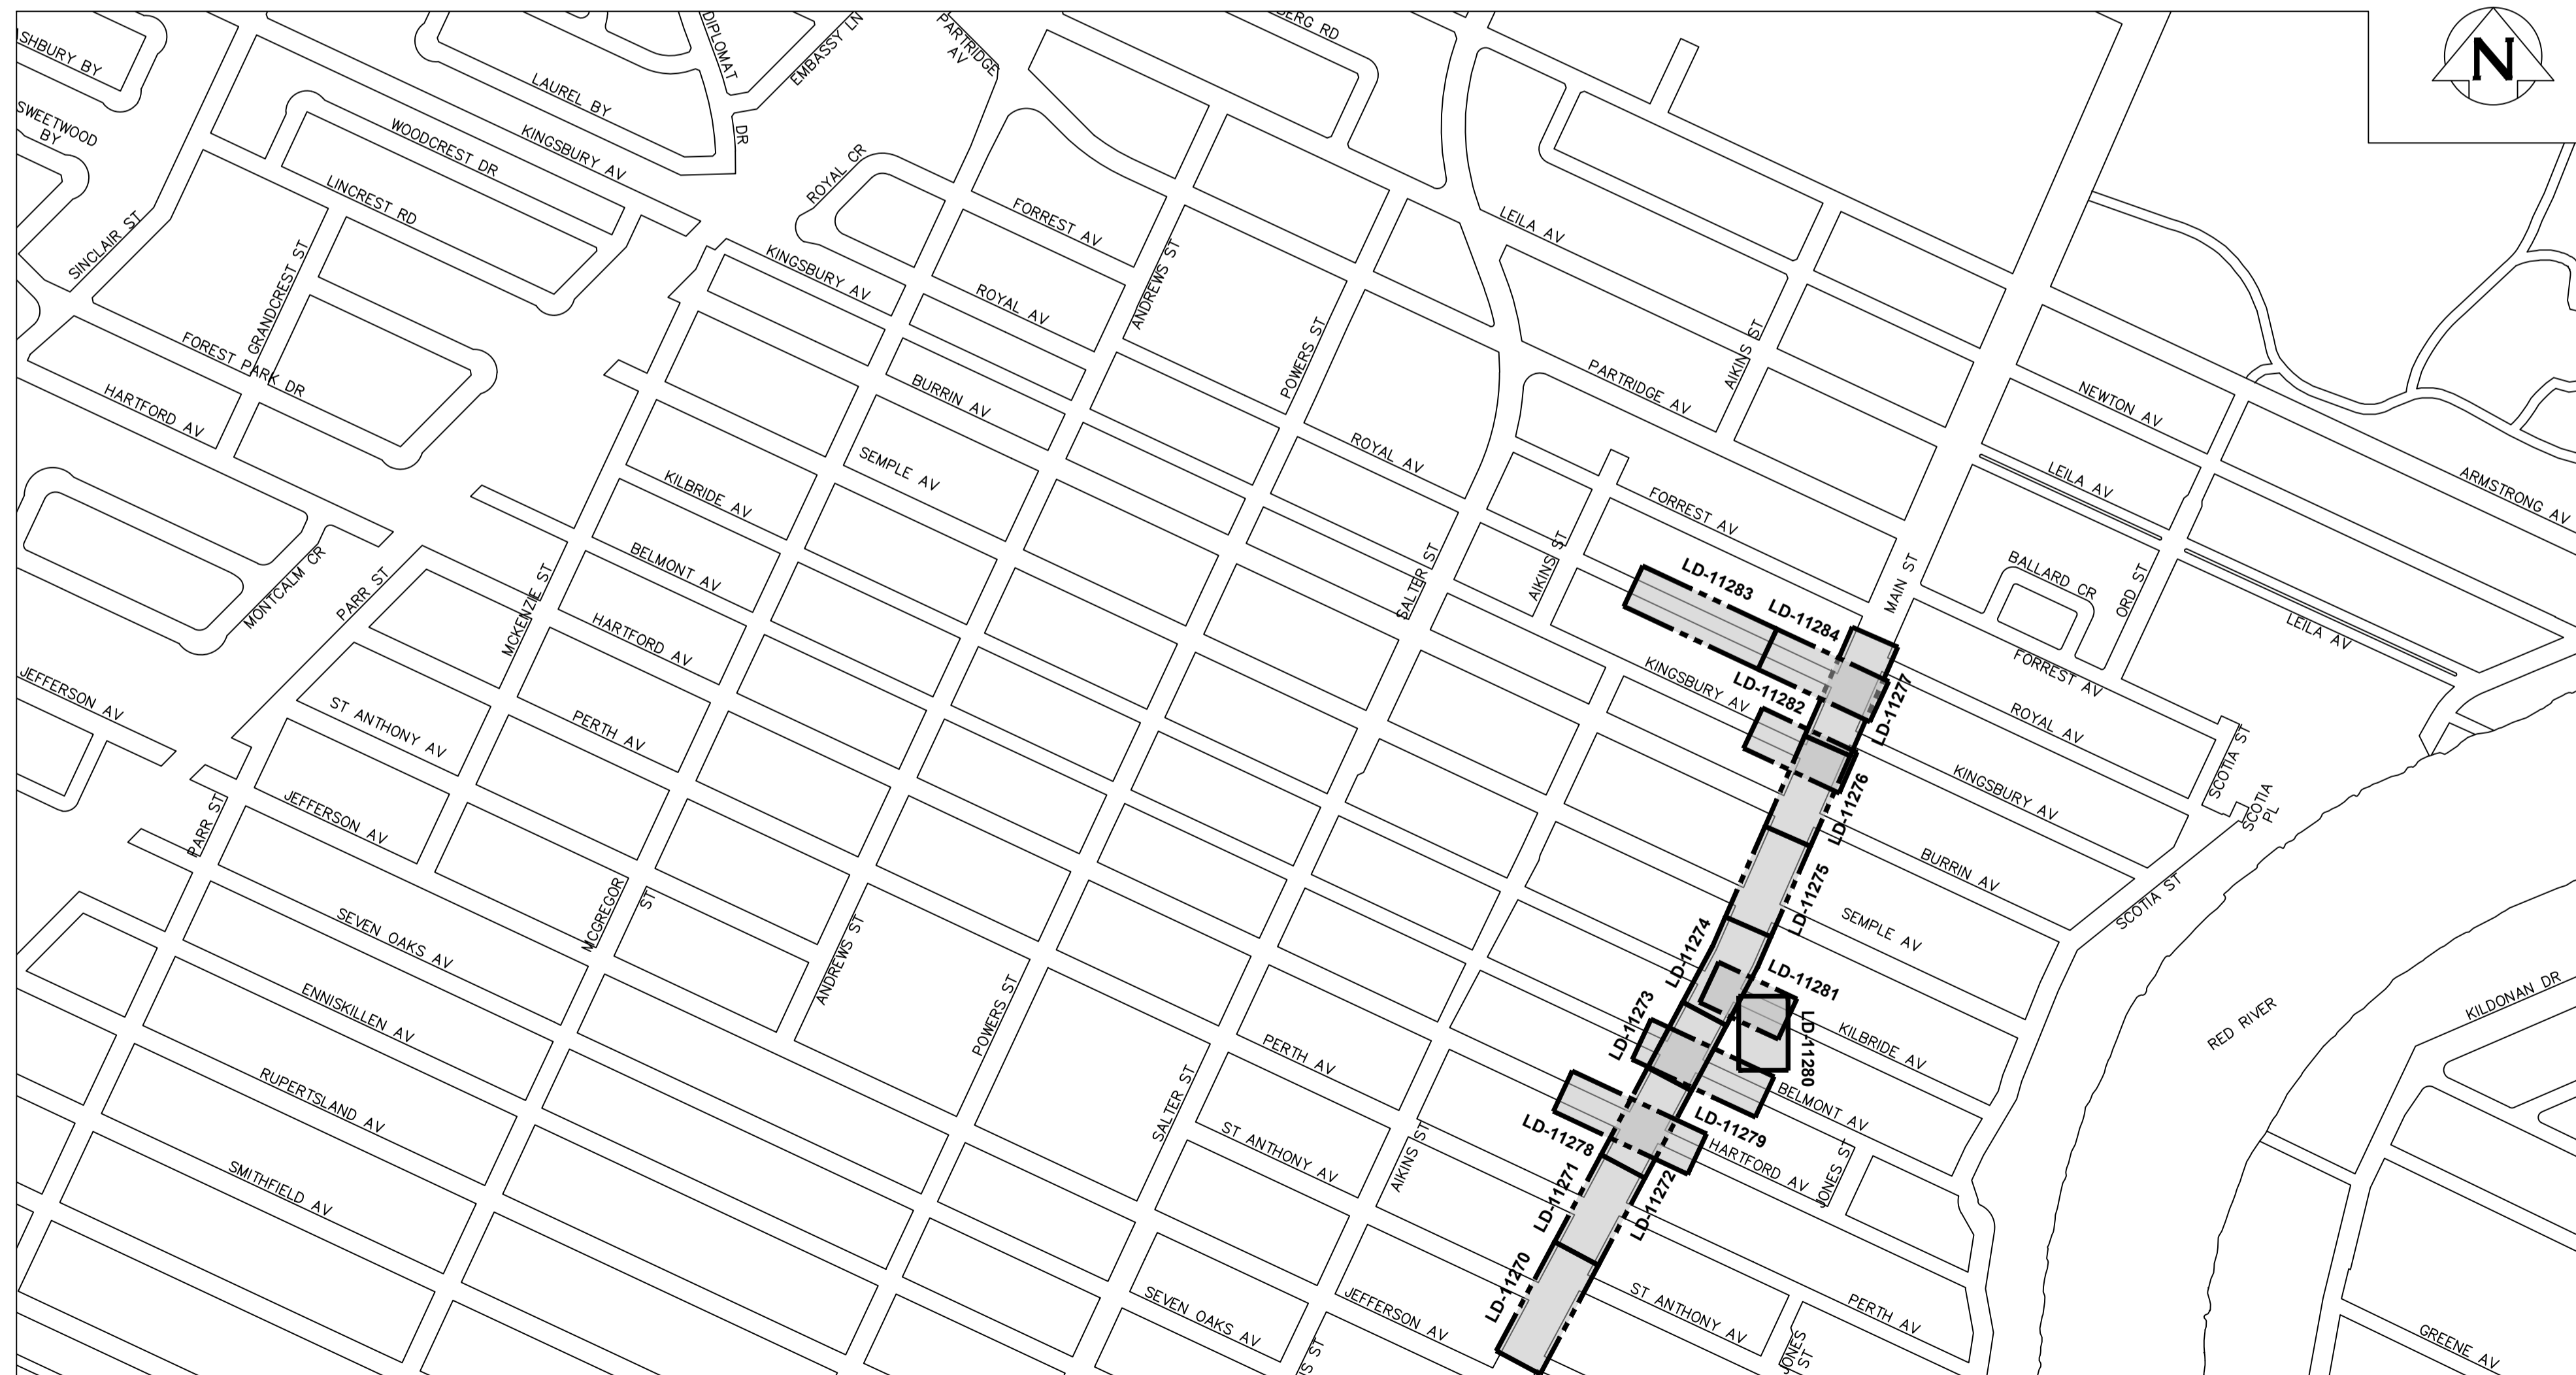 SHBURY BY
SWEETWOOD
BY
LAUREL BY
DIPLOMAT
DR
EMBASSY LN
PARTRIDGE
AV
BERG RD
N
WOODCREST DR
KINGSBURY AV
LINCREST RD
ROYAL CR
SINCLAIR ST
GRANDCREST ST
FOREST PARK DR
HARTFORD AV
KINGSBURY AV
FORREST AV
ROYAL AV
ANDREWS ST
POWERS ST
LEILA AV
AIKINS ST
PARTRIDGE AV
NEWTON AV
LEILA AV
ARMSTRONG AV
BURRIN AV
SEMPLE AV
ROYAL AV
KILBRIDE AV
BELMONT AV
HARTFORD AV
PERTH AV
MONTCALM CR
PARR ST
MCKENZIE ST
SALTER ST
AIKINS ST
FORREST AV
MAIN ST
BALLARD CR
ORD ST
LEILA AV
LD-11283
LD-11284
LD-11277
LD-11282
KINGSBURY AV
FORREST AV
ROYAL AV
KINGSBURY AV
SCOTIA ST
SCOTIA
PL
JEFFERSON AV
ST ANTHONY AV
JEFFERSON AV
PARR ST
LD-11276
BURRIN AV
SCOTIA ST
LD-11275
SEMPLE AV
LD-11274
LD-11281
LD-11280
KILBRIDE AV
LD-11273
BELMONT AV
LD-11279
LD-11278
HARTFORD AV
JONES ST
LD-11271
LD-11272
LD-11270
RED RIVER
KILDONAN DR
MCGREGOR
ST
SEVEN OAKS AV
ENNISKILLEN AV
RUPERTSLAND AV
SMITHFIELD AV
ANDREWS ST
POWERS ST
SALTER ST
PERTH AV
ST ANTHONY AV
AIKINS ST
SEVEN OAKS AV
JEFFERSON AV
S ST
ST ANTHONY AV
JONES
ST
PERTH AV
GREENE AV